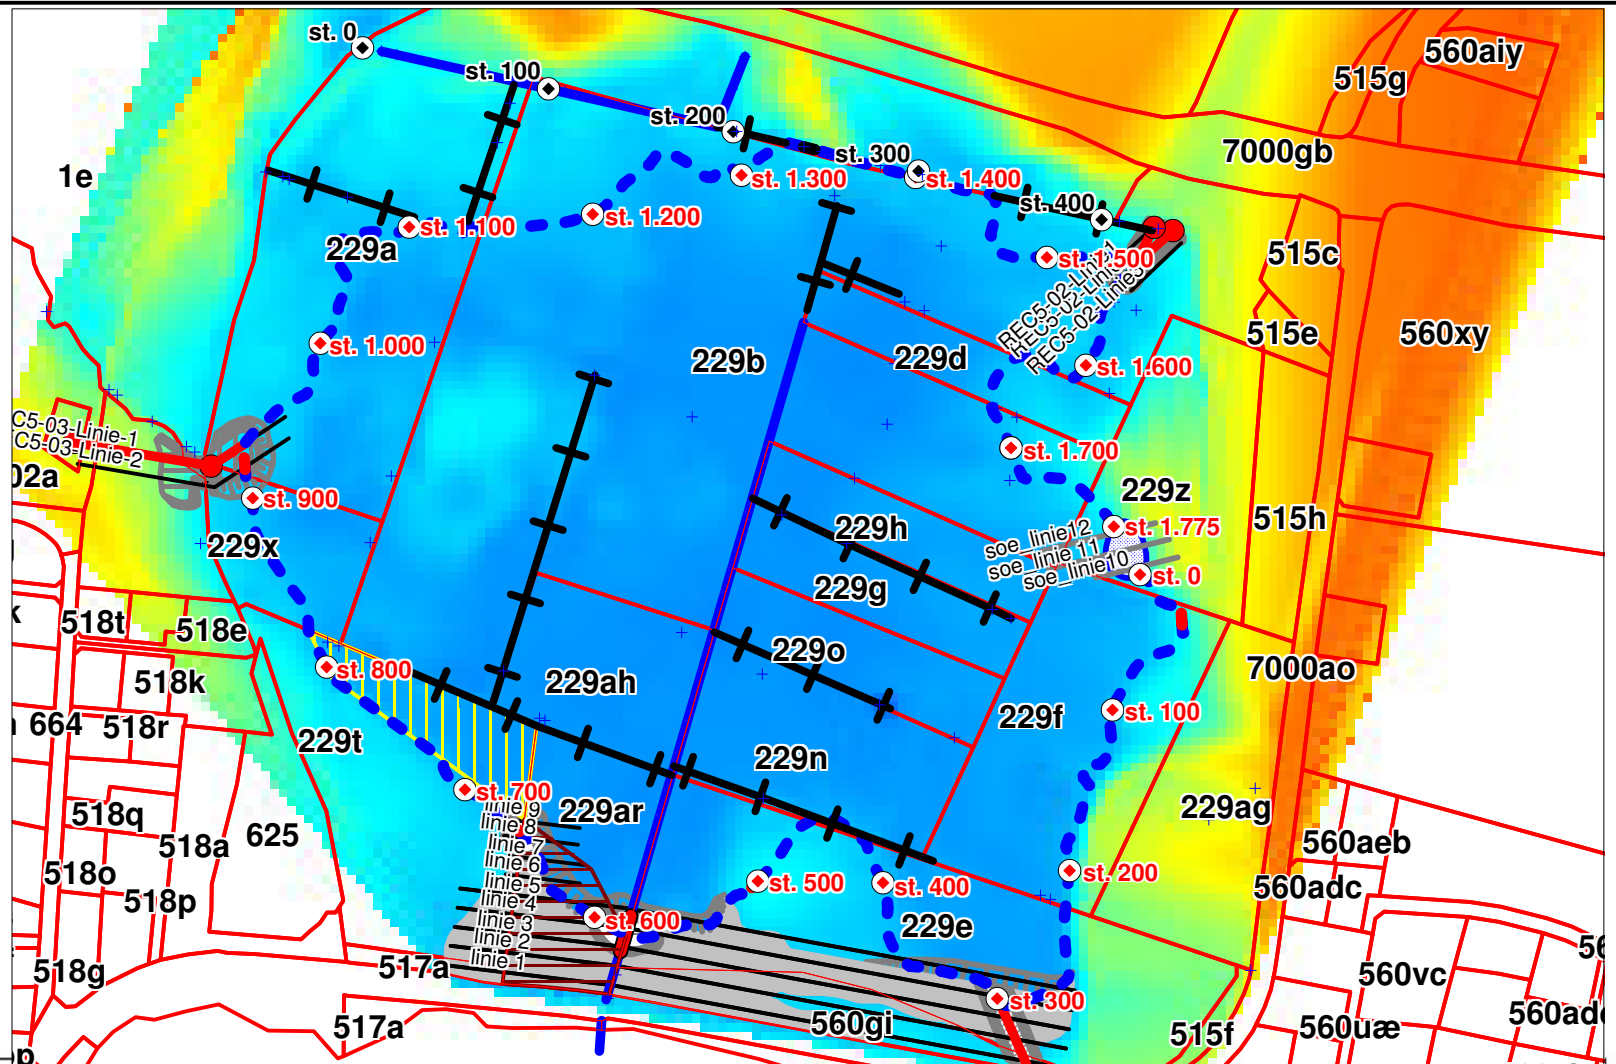 st. 0
st. 100
560aiy
515g
st. 200
7000gb
st. 300
1e
st. 1.300
st. 1.400
st. 400
st. 1.200
st. 1.100
229a
515c
st. 1.500
REC5-02-Linie3
st. 1.000
229b
229d
515e
560xy
st. 1.600
C5-03-Linie-1
C5-03-Linie-2
st. 1.700
02a
st. 900
229z
515h
229h
st. 1.775
soe_linie12
soe_linie 11
soe_linie10
229x
st. 0
229g
k
518t
518e
229o
st. 800
7000ao
518k
229ah
664
518r
229f
st. 100
229t
229n
st. 700
229ar
229ag
linie 9
linie 8
linie 7
linie 6
linie 5
linie 4
linie 3
linie 2
linie 1
518q
518a
625
560aeb
518o
st. 500
st. 400
st. 200
560adc
518p
st. 600
229e
518g
517a
560vc
st. 300
517a
560gi
515f
560uæ